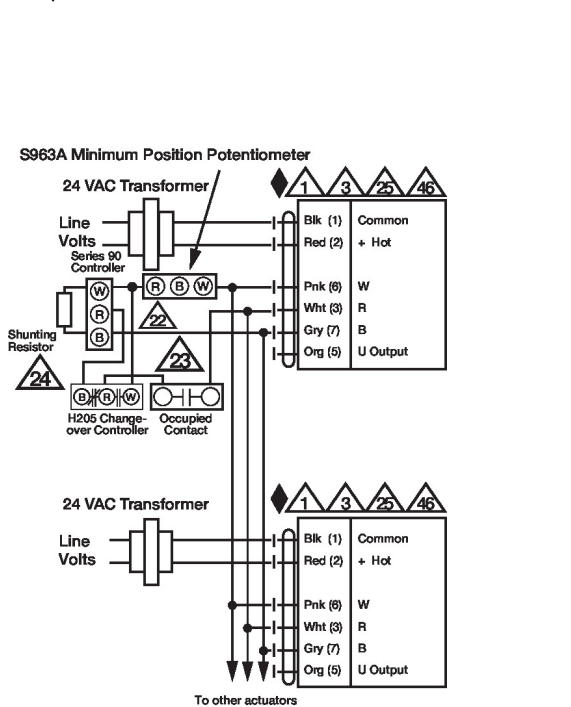 S963A Minimum Position Potentiometer
24 VAC Transformer
1 3 25 46
Line
Volts
Blk (1) Common
Red (2) + Hot
Series 90
Controller
W
R
B
R B W
Pnk (6) W
Wht (3) R
Gry (7) B
Org (5) U Output
22
23
Shunting
Resistor
24
B R W
H205 Change-
over Controller
Occupied
Contact
24 VAC Transformer
1 3 25 46
Line
Volts
Blk (1) Common
Red (2) + Hot
Pnk (6) W
Wht (3) R
Gry (7) B
Org (5) U Output
To other actuators